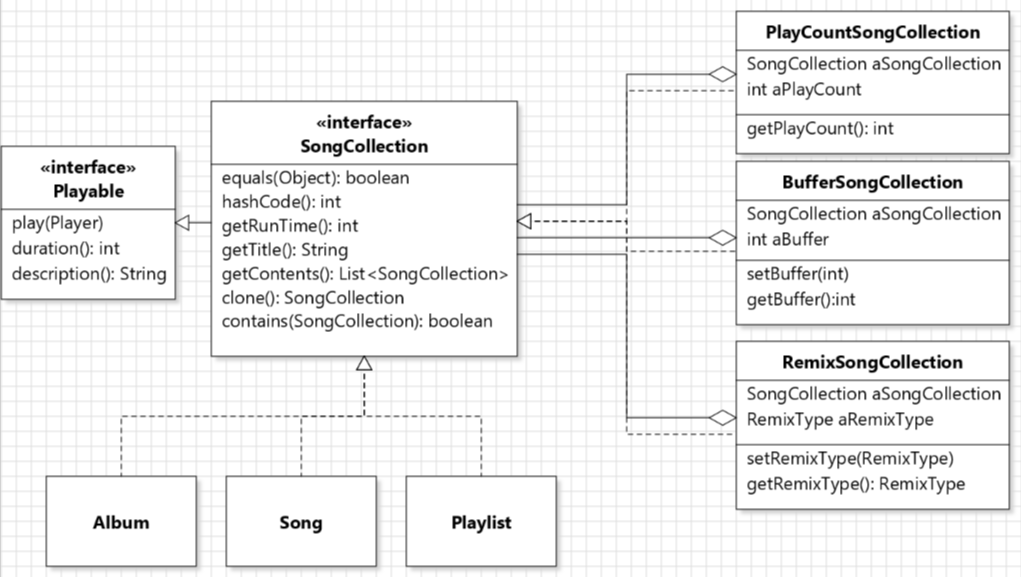 «interface»
Playable
play(Player)
duration(): int
description(): String
«interface»
SongCollection
equals(Object): boolean
hashCode(): int
getRunTime(): int
getTitle(): String
getContents(): List<SongCollection>
clone(): SongCollection
contains(SongCollection): boolean
PlayCountSongCollection
SongCollection aSongCollection
int aPlayCount
getPlayCount(): int
BufferSongCollection
SongCollection aSongCollection
int aBuffer
setBuffer(int)
getBuffer():int
RemixSongCollection
SongCollection aSongCollection
RemixType aRemixType
setRemixType(RemixType)
getRemixType(): RemixType
Album
Song
Playlist